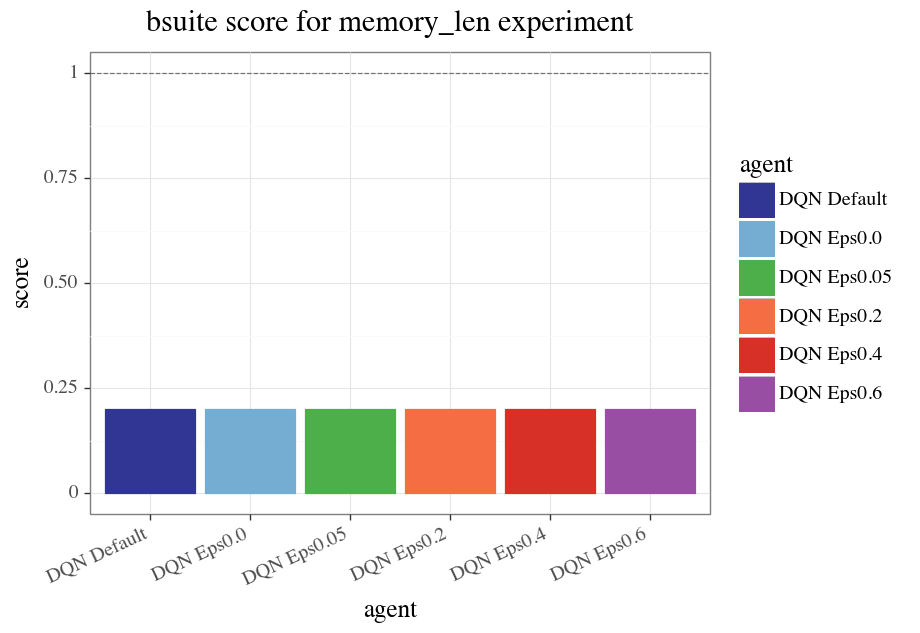 bsuite score for memory_len experiment
1
0.75
0.50
0.25
0
score
DQN Default
DQN Eps0.0
DQN Eps0.05
DQN Eps0.2
DQN Eps0.4
DQN Eps0.6
agent
agent
DQN Default
DQN Eps0.0
DQN Eps0.05
DQN Eps0.2
DQN Eps0.4
DQN Eps0.6